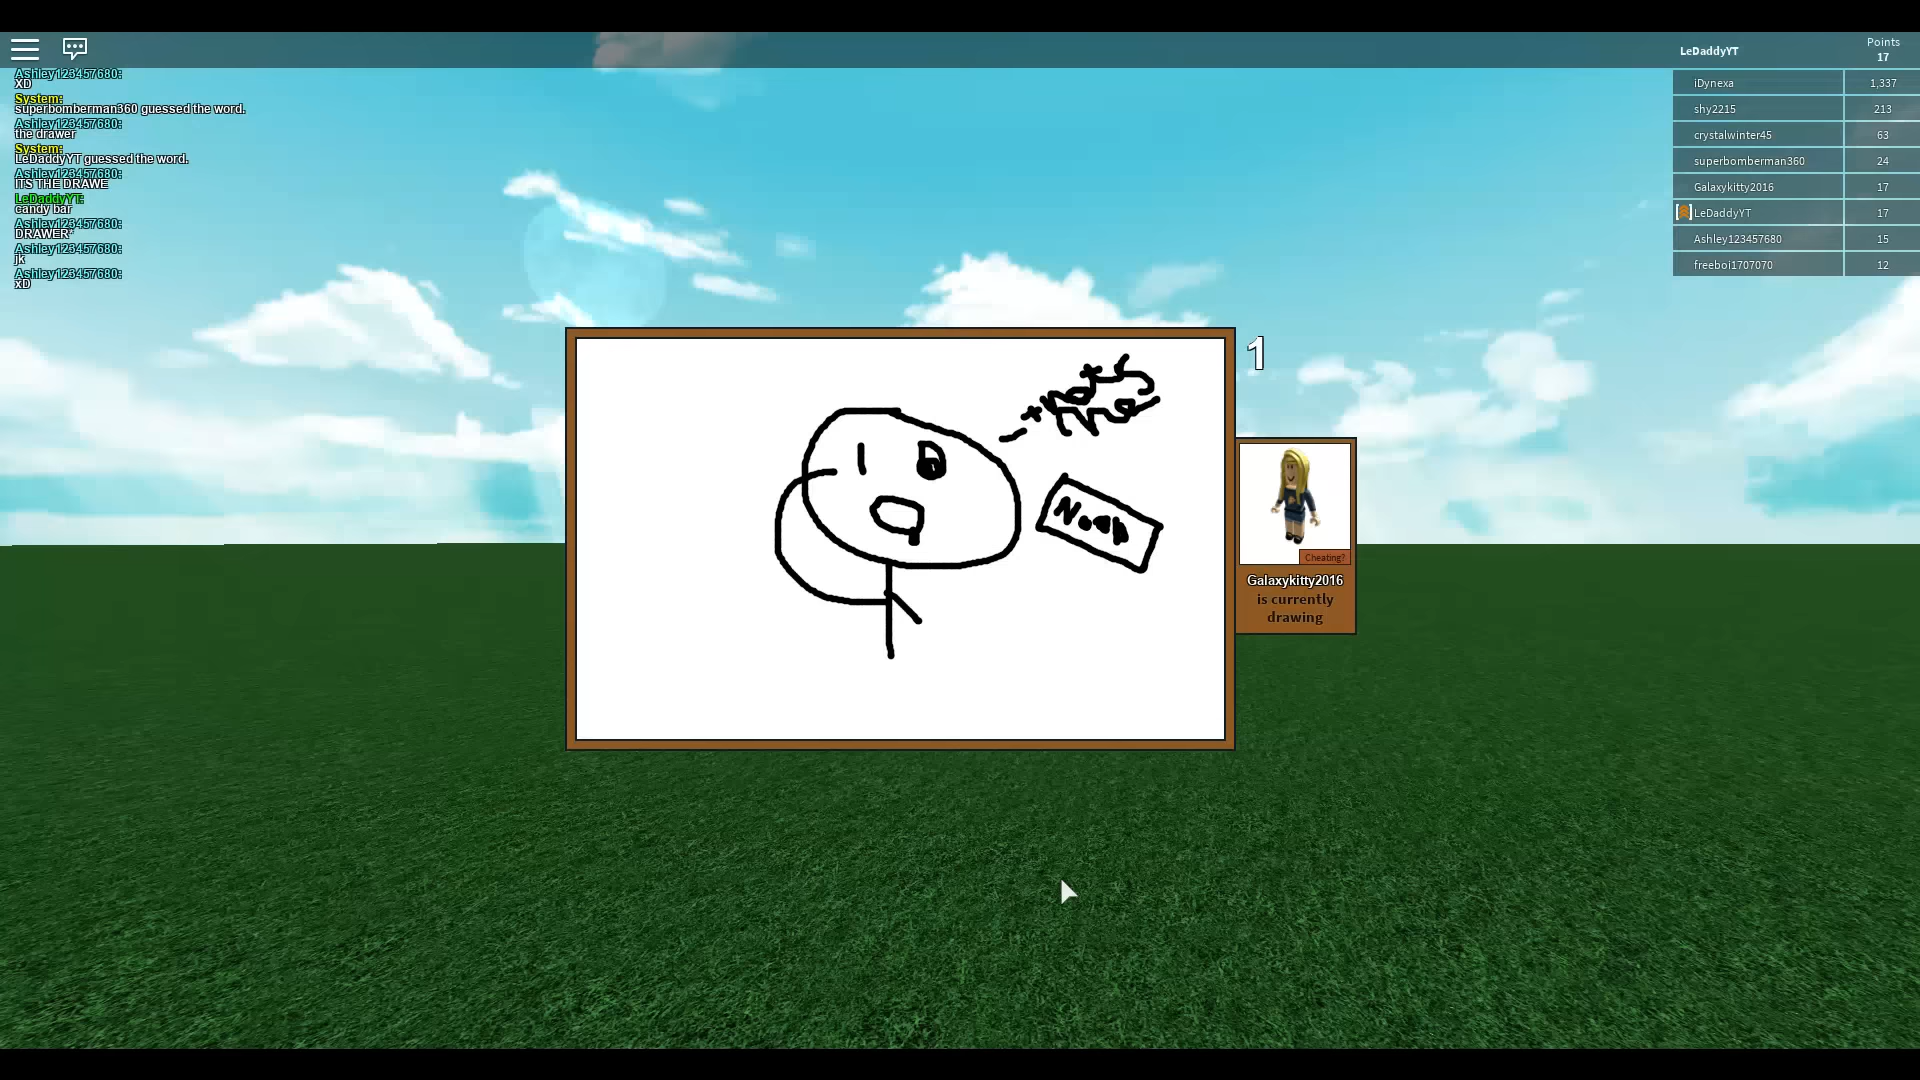 LeDaddyYT
Points
17
Ashley123457680:
XD
System:
superbomberman360 guessed the word.
Ashley123457680:
the drawer
System:
LeDaddyYT guessed the word.
Ashley123457680:
ITS THE DRAWE
LeDaddyYT:
candy bar
Ashley123457680:
DRAWER*
Ashley123457680:
jk
Ashley123457680:
xD
iDynexa 1,337
shy2215 213
crystalwinter45 63
superbomberman360 24
Galaxykitty2016 17
LeDaddyYT 17
Ashley123457680 15
freeboi1707070 12
1
Cheating?
Galaxykitty2016
is currently
drawing